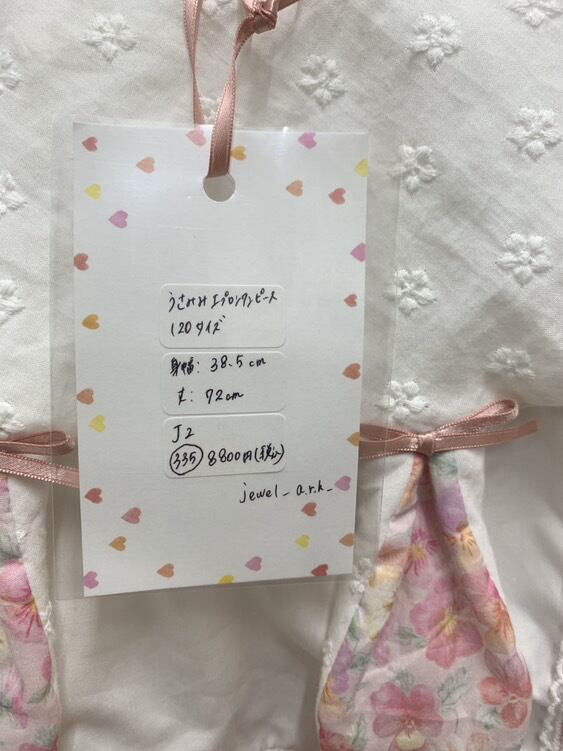 うさみみエプロンワンピース
120サイズ
身幅: 38.5cm
丈: 72cm
J2
335 8800円(税込)
jewel_a.r.k_